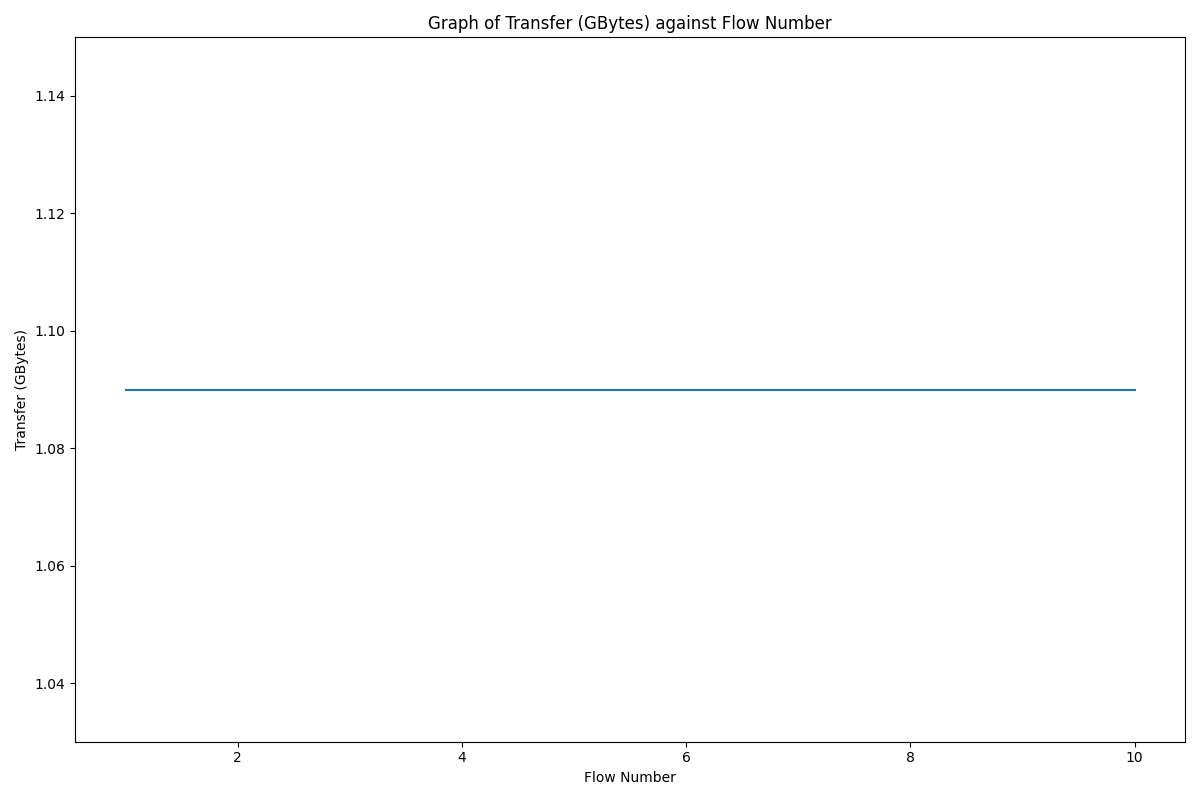 Graph of Transfer (GBytes) against Flow Number
1.14
1.12
1.10
1.08
1.06
1.04
Transfer (GBytes)
2 4 6 8 10
Flow Number